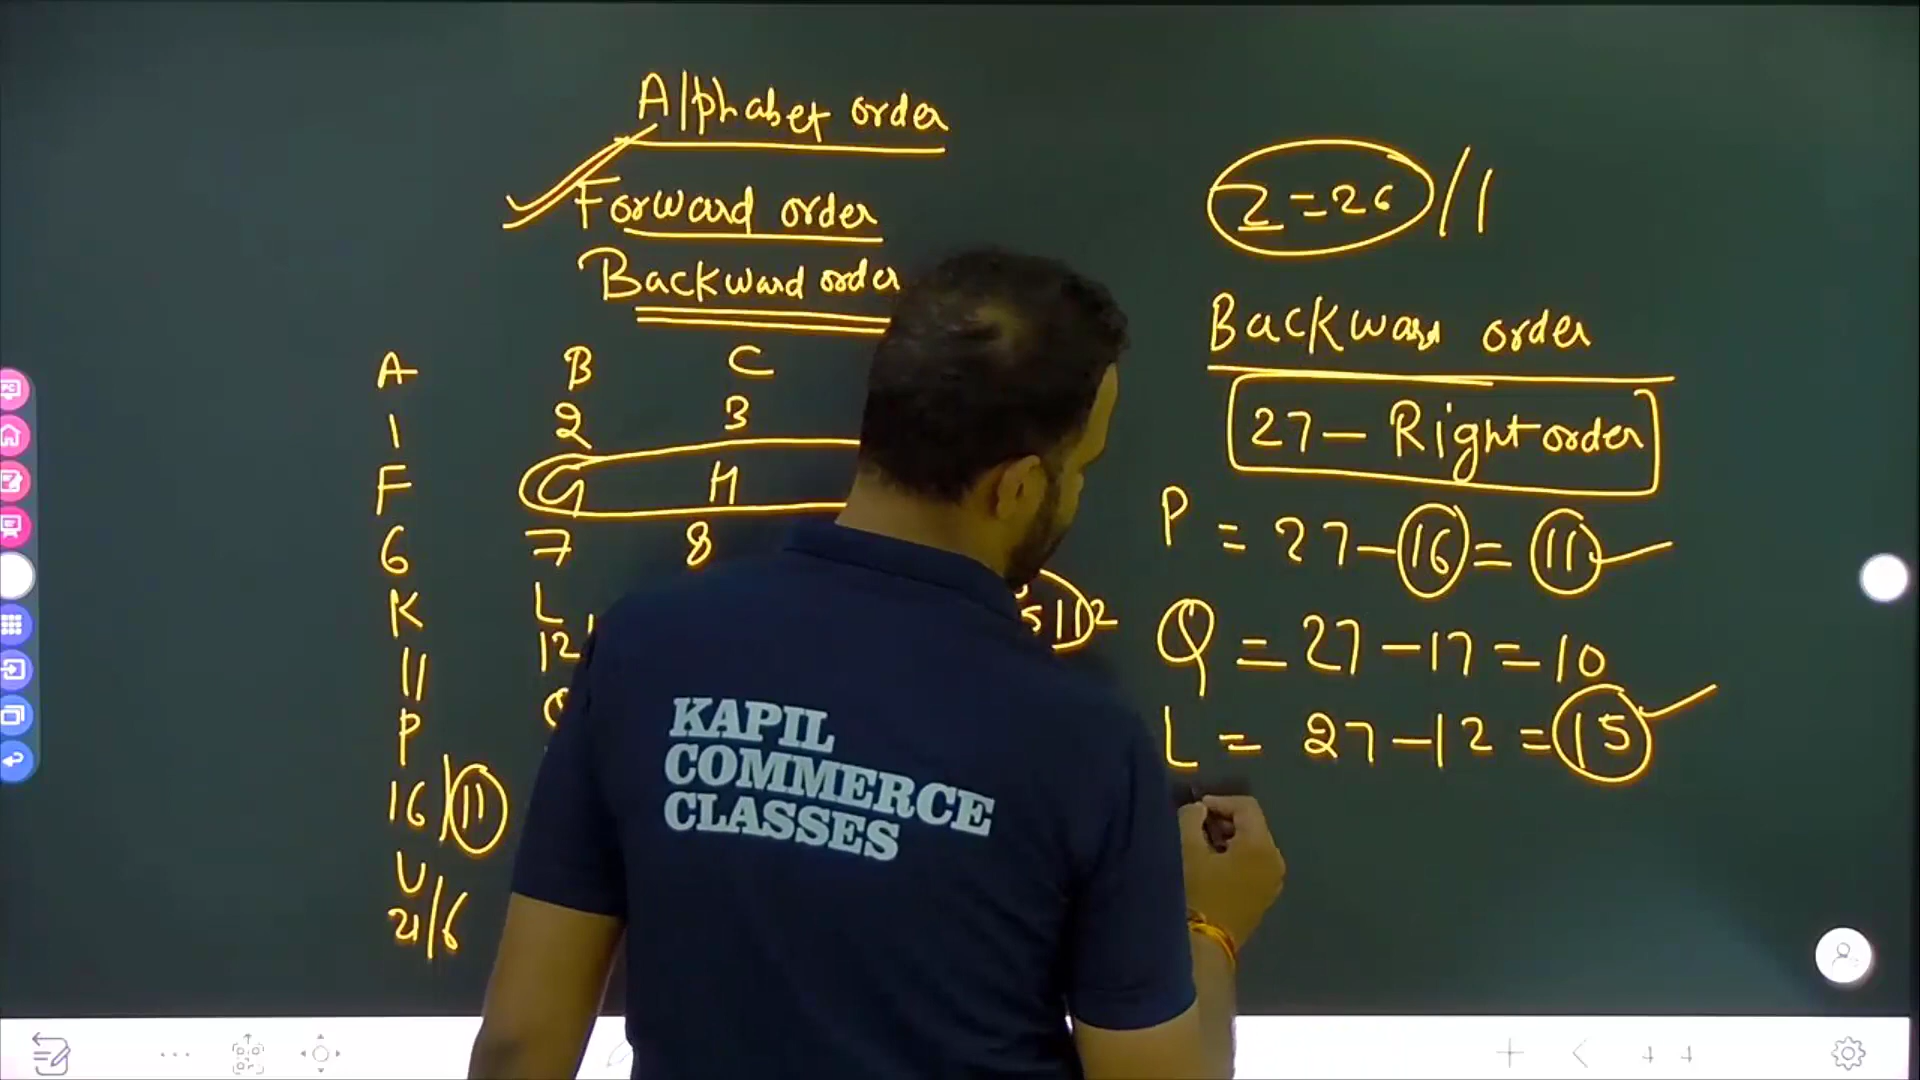 Alphabet order
Forward order
Backward order
A B C
1 2 3
F G H
6 7 8
K L
11 12
P
16/11
U
21/6
Z=26/1
Backward order
27-Right order
P = 27-16=11
Q = 27-17=10
L = 27-12=15
KAPIL
COMMERCE
CLASSES